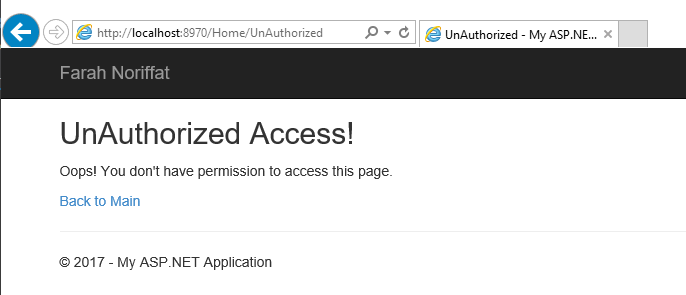 http://localhost:8970/Home/UnAuthorized
UnAuthorized - My ASP.NE...
Farah Noriffat
UnAuthorized Access!
Oops! You don't have permission to access this page.
Back to Main
© 2017 - My ASP.NET Application